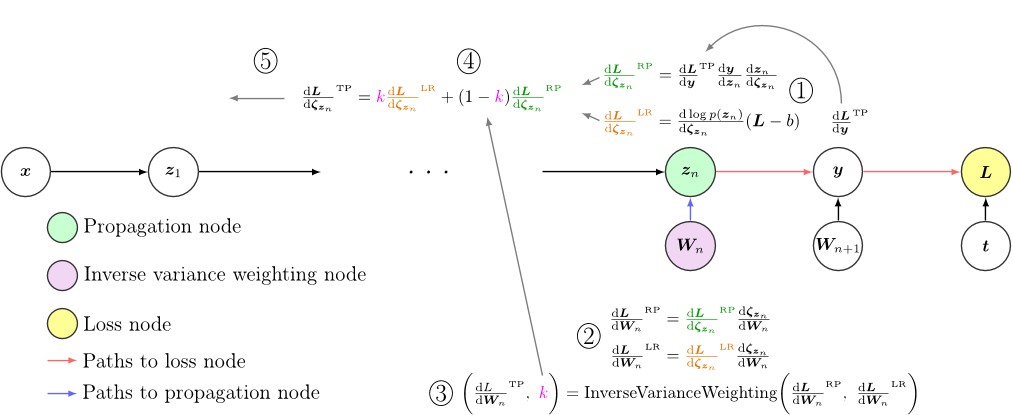 ⑤ ④
dL/dζ_{z_n}^{RP} = dL/dy^{TP} dy/dz_n dz_n/dζ_{z_n}
dL/dζ_{z_n}^{TP} = k dL/dζ_{z_n}^{LR} + (1 − k) dL/dζ_{z_n}^{RP}
①
dL/dζ_{z_n}^{LR} = d log p(z_n)/dζ_{z_n} (L − b)
dL/dy^{TP}
x z_1 · · · z_n y L
W_n W_{n+1} t
Propagation node
Inverse variance weighting node
Loss node
Paths to loss node
Paths to propagation node
② dL/dW_n^{RP} = dL/dζ_{z_n}^{RP} dζ_{z_n}/dW_n
dL/dW_n^{LR} = dL/dζ_{z_n}^{LR} dζ_{z_n}/dW_n
③ (dL/dW_n^{TP}, k) = InverseVarianceWeighting(dL/dW_n^{RP}, dL/dW_n^{LR})